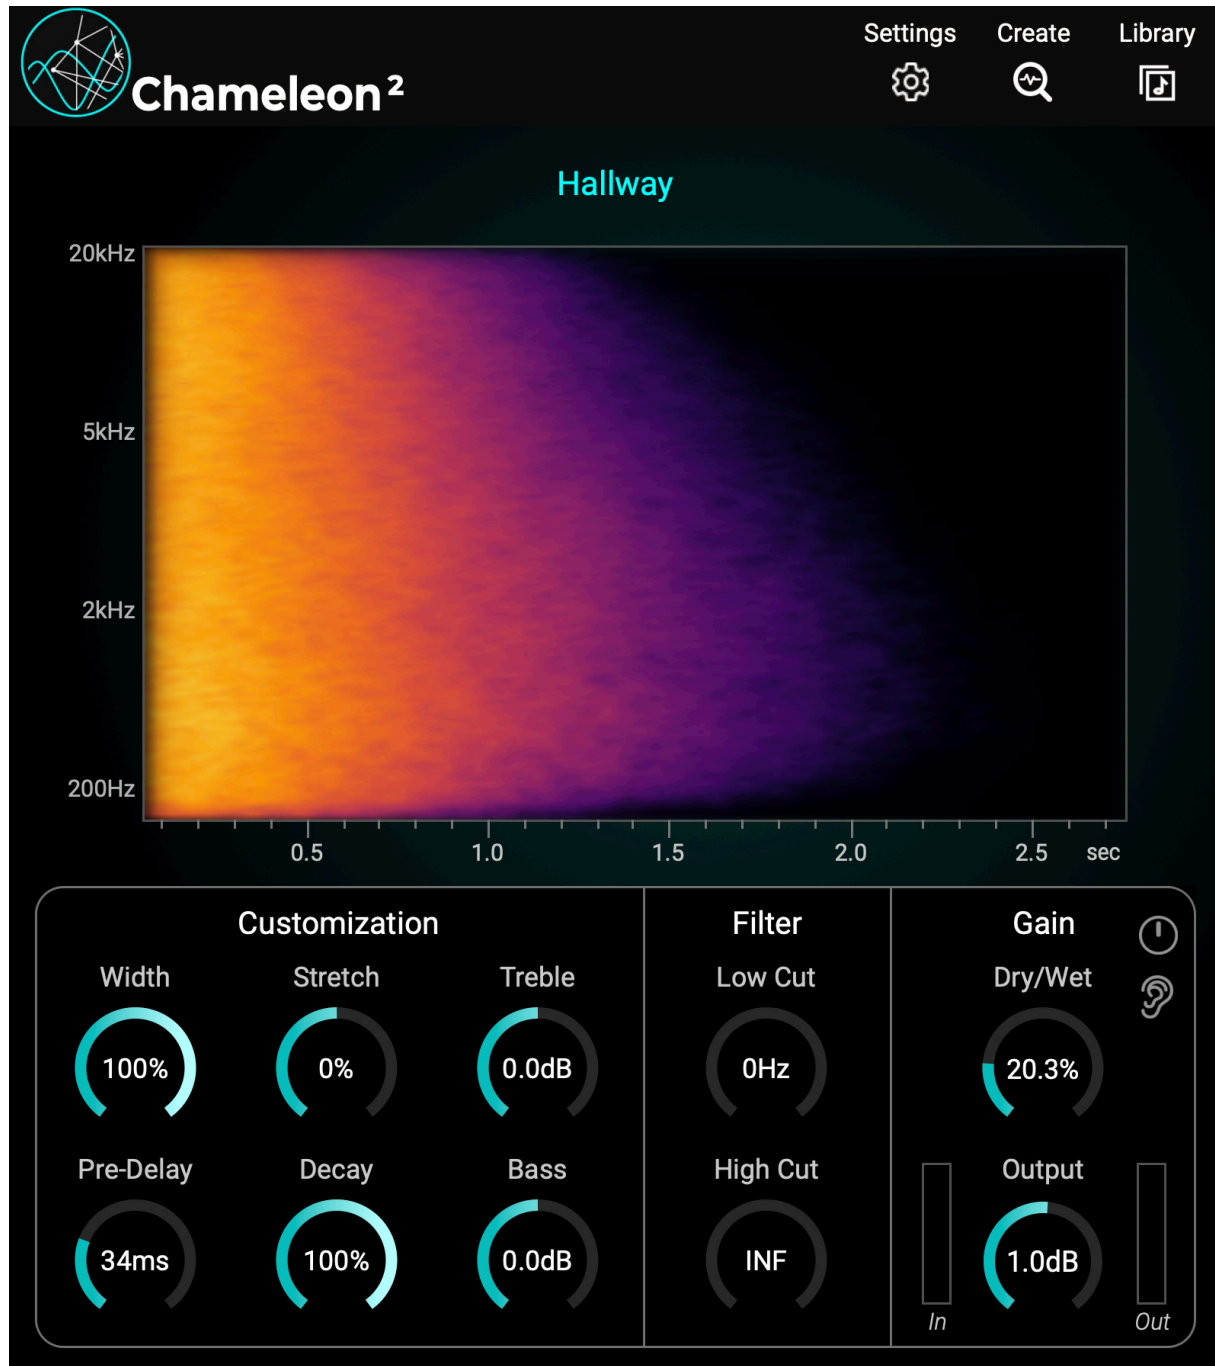 Settings Create Library
Chameleon²
Hallway
20kHz
5kHz
2kHz
200Hz
0.5 1.0 1.5 2.0 2.5 sec
Customization Filter Gain
Width Stretch Treble Low Cut Dry/Wet
100% 0% 0.0dB 0Hz 20.3%
Pre-Delay Decay Bass High Cut Output
34ms 100% 0.0dB INF 1.0dB
In Out